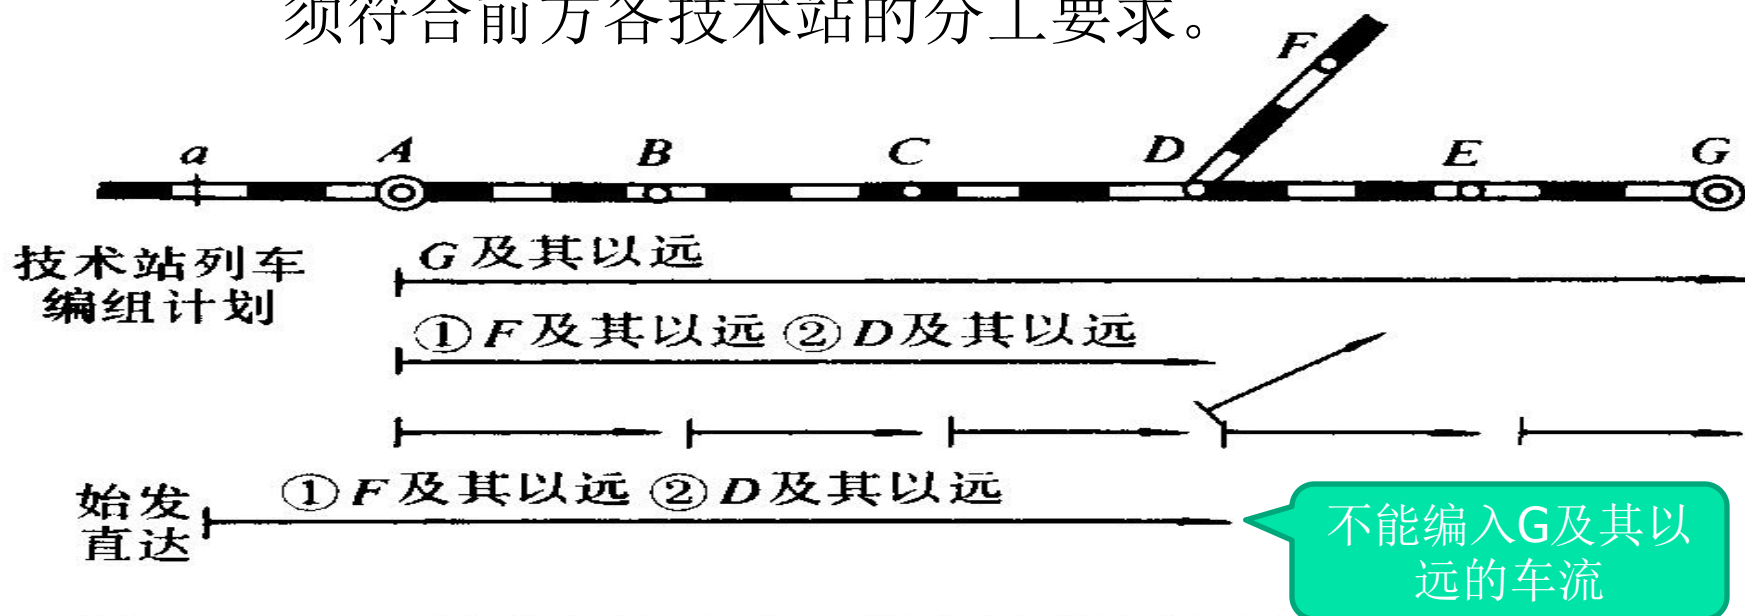 须符合前方各技术站的分工要求。
F
a A B C D E G
技术站列车
编组计划
G及其以远
①F及其以远 ②D及其以远
始发
直达
①F及其以远 ②D及其以远
不能编入G及其以
远的车流